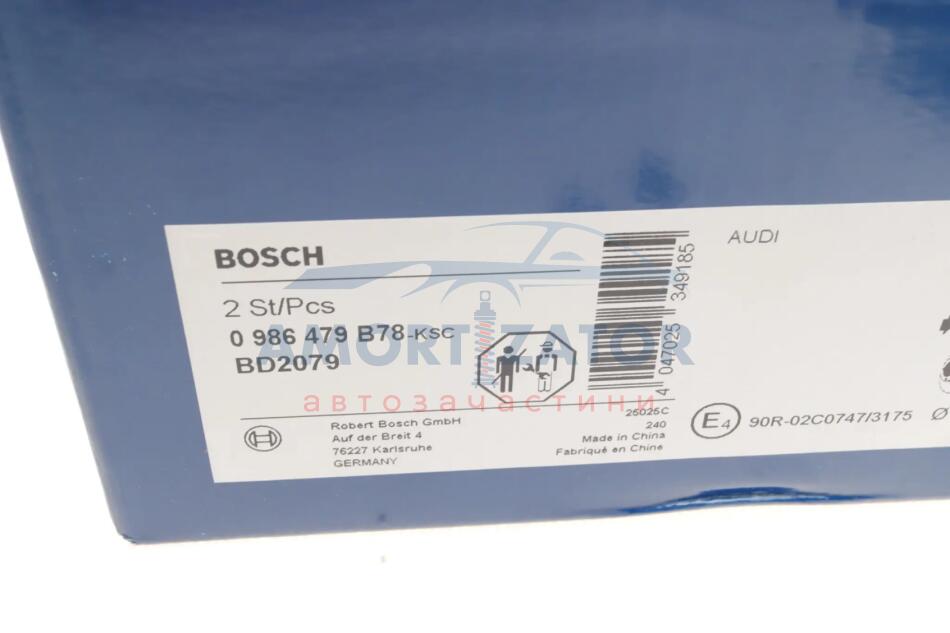 BOSCH
2 St/Pcs
0 986 479 B78-KSC
BD2079
Robert Bosch GmbH
Auf der Breit 4
76227 Karlsruhe
GERMANY
4 047025 349185
25025C
240
Made in China
Fabriqué en Chine
AUDI
E4 90R-02C0747/3175 Ø
AMORTIZATOR
автозачастини